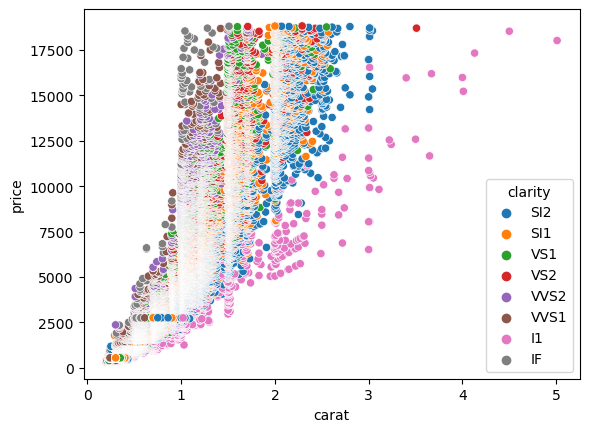 17500
15000
12500
10000
7500
5000
2500
0
price
0 1 2 3 4 5
carat
clarity
SI2
SI1
VS1
VS2
VVS2
VVS1
I1
IF